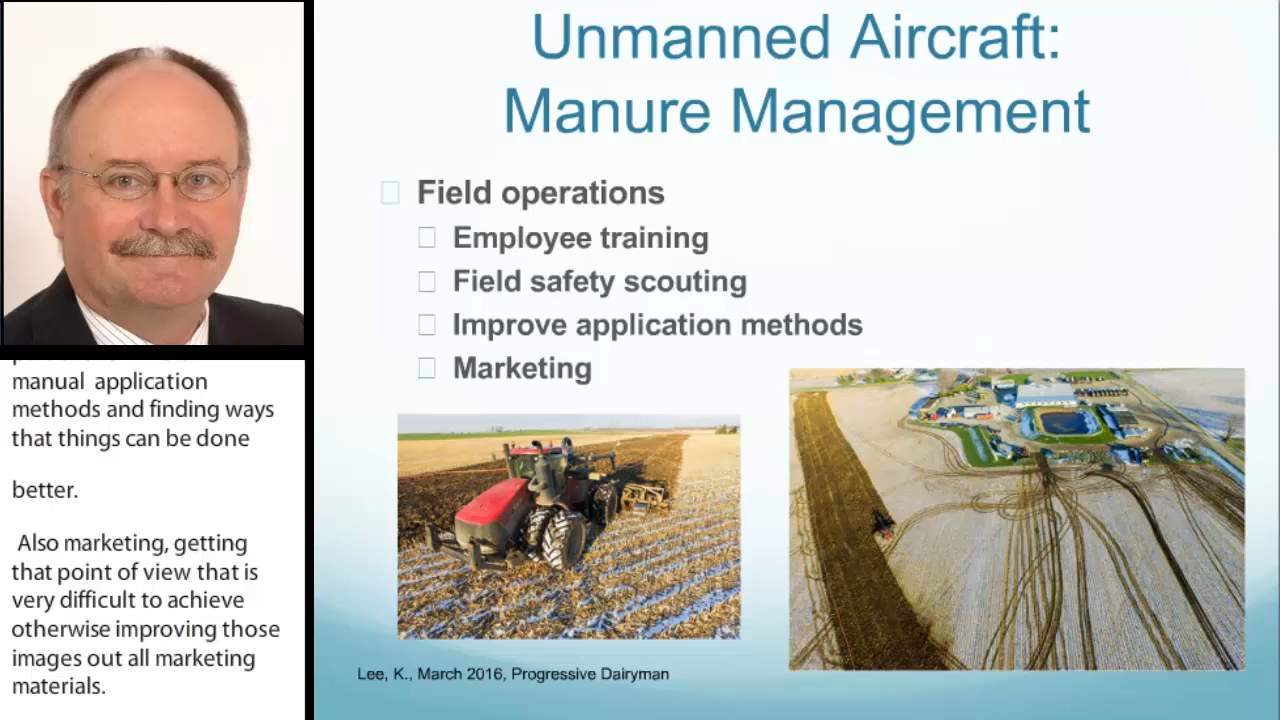 Unmanned Aircraft:
Manure Management
Field operations
Employee training
Field safety scouting
Improve application methods
Marketing
Lee, K., March 2016, Progressive Dairyman
manual application
methods and finding ways
that things can be done
better.
Also marketing, getting
that point of view that is
very difficult to achieve
otherwise improving those
images out all marketing
materials.